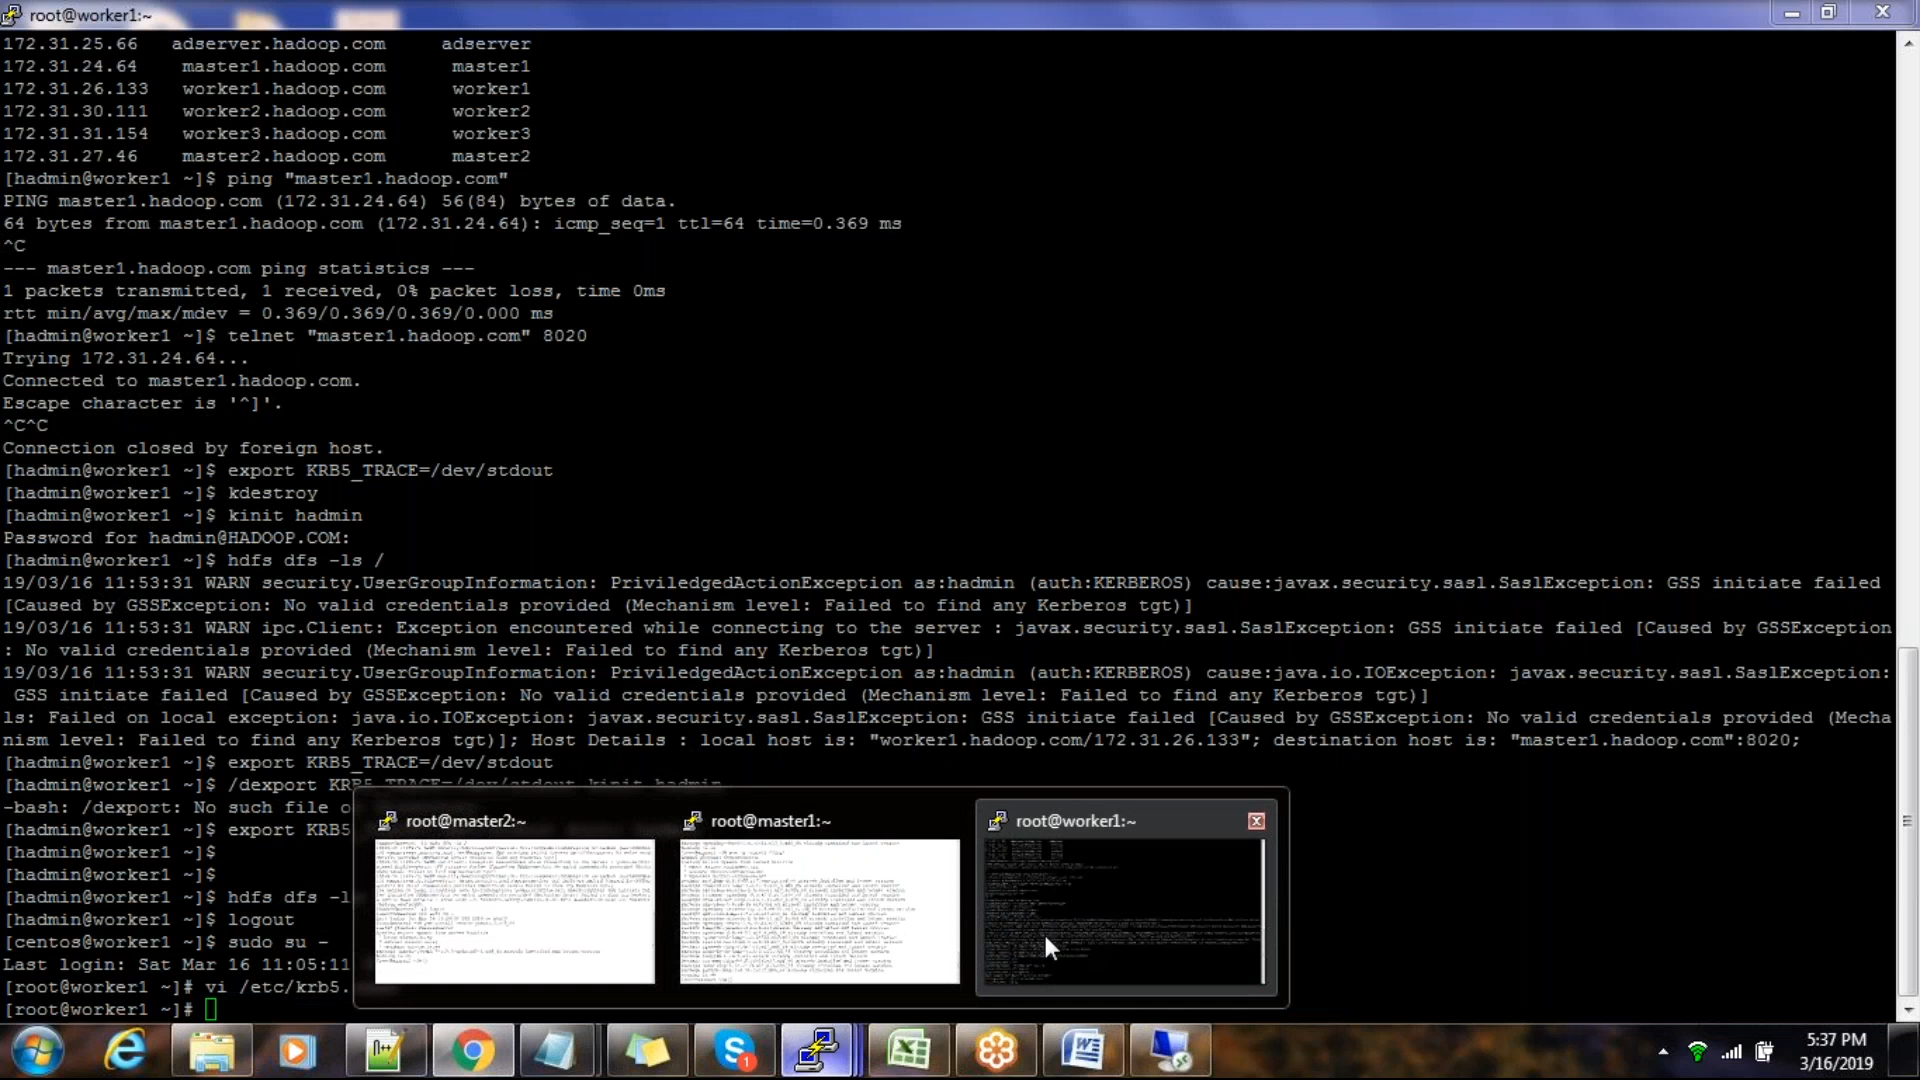 root@worker1:~
172.31.25.66   adserver.hadoop.com     adserver
172.31.24.64    master1.hadoop.com      master1
172.31.26.133   worker1.hadoop.com      worker1
172.31.30.111   worker2.hadoop.com      worker2
172.31.31.154   worker3.hadoop.com      worker3
172.31.27.46    master2.hadoop.com      master2
[hadmin@worker1 ~]$ ping "master1.hadoop.com"
PING master1.hadoop.com (172.31.24.64) 56(84) bytes of data.
64 bytes from master1.hadoop.com (172.31.24.64): icmp_seq=1 ttl=64 time=0.369 ms
^C
--- master1.hadoop.com ping statistics ---
1 packets transmitted, 1 received, 0% packet loss, time 0ms
rtt min/avg/max/mdev = 0.369/0.369/0.369/0.000 ms
[hadmin@worker1 ~]$ telnet "master1.hadoop.com" 8020
Trying 172.31.24.64...
Connected to master1.hadoop.com.
Escape character is '^]'.
^C^C
Connection closed by foreign host.
[hadmin@worker1 ~]$ export KRB5_TRACE=/dev/stdout
[hadmin@worker1 ~]$ kdestroy
[hadmin@worker1 ~]$ kinit hadmin
Password for hadmin@HADOOP.COM:
[hadmin@worker1 ~]$ hdfs dfs -ls /
19/03/16 11:53:31 WARN security.UserGroupInformation: PriviledgedActionException as:hadmin (auth:KERBEROS) cause:javax.security.sasl.SaslException: GSS initiate failed
[Caused by GSSException: No valid credentials provided (Mechanism level: Failed to find any Kerberos tgt)]
19/03/16 11:53:31 WARN ipc.Client: Exception encountered while connecting to the server : javax.security.sasl.SaslException: GSS initiate failed [Caused by GSSException
: No valid credentials provided (Mechanism level: Failed to find any Kerberos tgt)]
19/03/16 11:53:31 WARN security.UserGroupInformation: PriviledgedActionException as:hadmin (auth:KERBEROS) cause:java.io.IOException: javax.security.sasl.SaslException:
 GSS initiate failed [Caused by GSSException: No valid credentials provided (Mechanism level: Failed to find any Kerberos tgt)]
ls: Failed on local exception: java.io.IOException: javax.security.sasl.SaslException: GSS initiate failed [Caused by GSSException: No valid credentials provided (Mecha
nism level: Failed to find any Kerberos tgt)]; Host Details : local host is: "worker1.hadoop.com/172.31.26.133"; destination host is: "master1.hadoop.com":8020;
[hadmin@worker1 ~]$ export KRB5_TRACE=/dev/stdout
[hadmin@worker1 ~]$ /dexport KRB5_TRACE=/dev/stdout kinit hadmin
-bash: /dexport: No such file o
[hadmin@worker1 ~]$ export KRB5
[hadmin@worker1 ~]$
[hadmin@worker1 ~]$
[hadmin@worker1 ~]$ hdfs dfs -l
[hadmin@worker1 ~]$ logout
[centos@worker1 ~]$ sudo su -
Last login: Sat Mar 16 11:05:11
[root@worker1 ~]# vi /etc/krb5.
[root@worker1 ~]#
root@master2:~
root@master1:~
root@worker1:~
n++
S
1
5:37 PM
3/16/2019